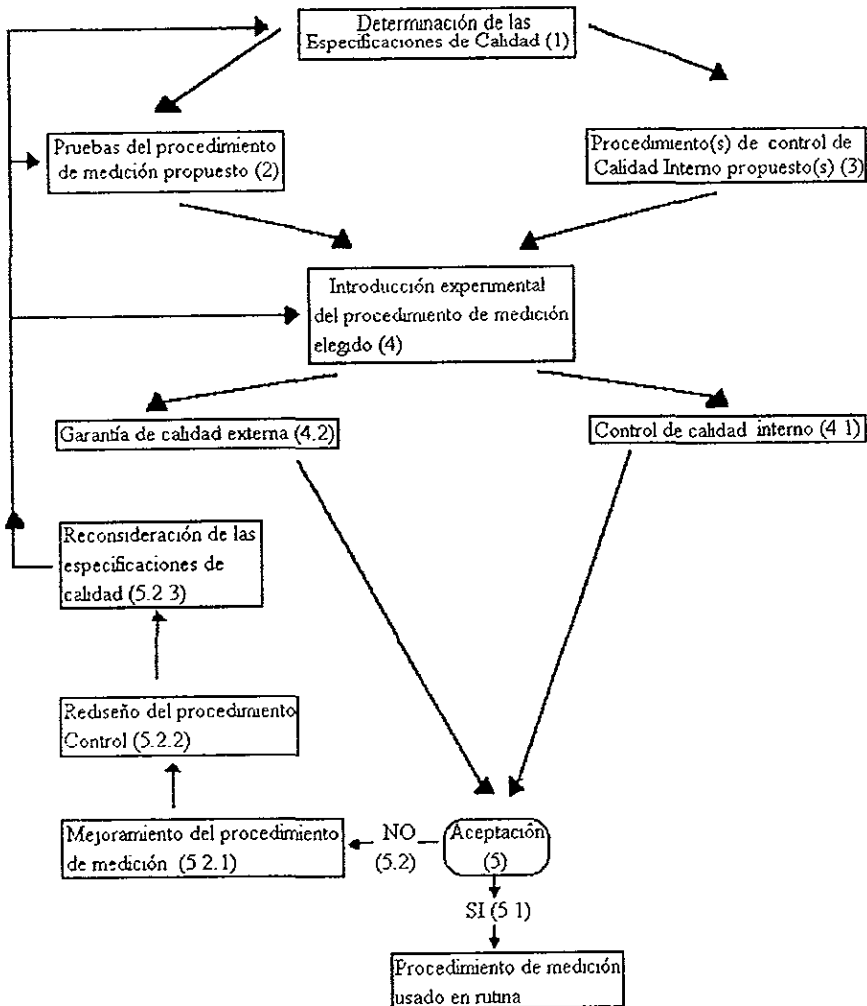 Determinación de las
Especificaciones de Calidad (1)
Pruebas del procedimiento
de medición propuesto (2)
Procedimiento(s) de control de
Calidad Interno propuesto(s) (3)
Introducción experimental
del procedimiento de medición
elegido (4)
Garantía de calidad externa (4.2)
Control de calidad interno (4 1)
Reconsideración de las
especificaciones de
calidad (5.2 3)
Rediseño del procedimiento
Control (5.2.2)
Mejoramiento del procedimiento
de medición (5 2.1)
NO
(5.2)
Aceptación
(5)
SI (5 1)
Procedimiento de medición
usado en rutina